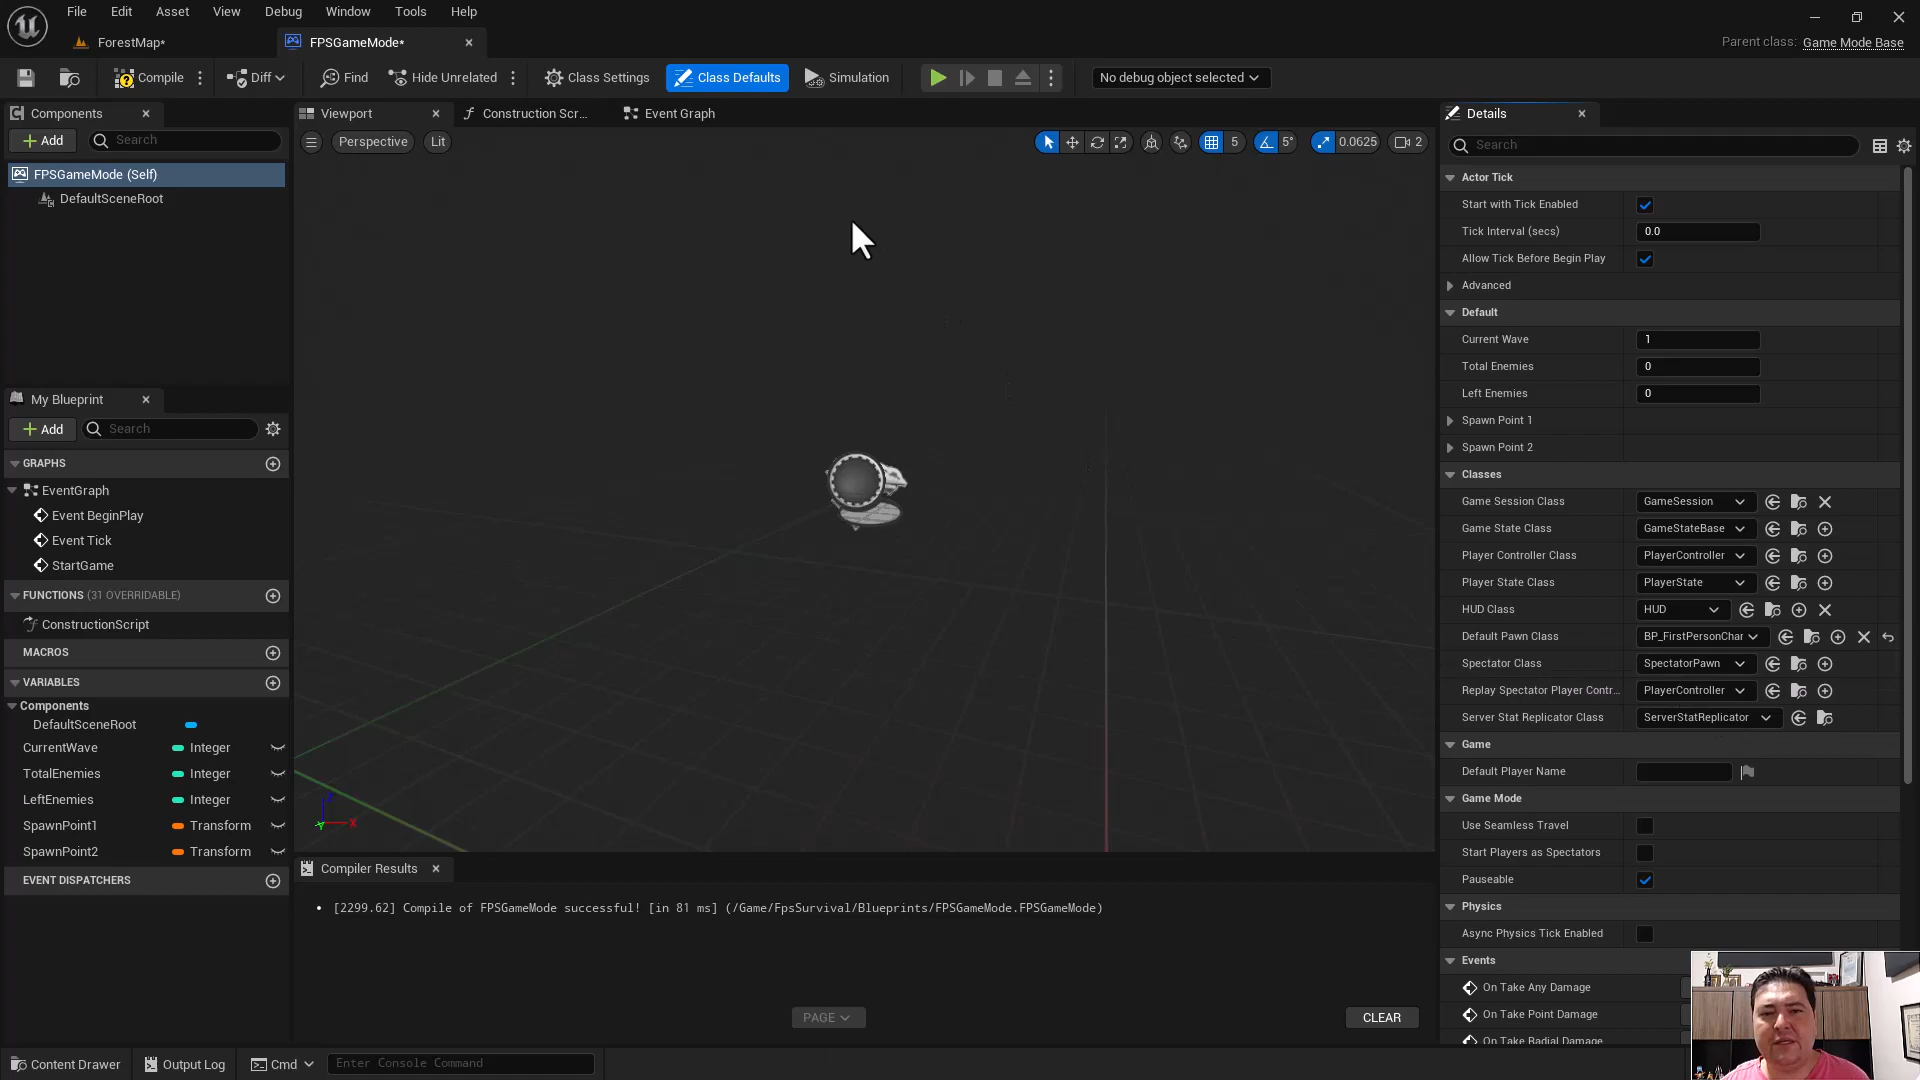 File Edit Asset View Debug Window Tools Help
ForestMap*
FPSGameMode*
Parent class: Game Mode Base
Compile
Diff
Find
Hide Unrelated
Class Settings
Class Defaults
Simulation
No debug object selected
Components
Add
Search
FPSGameMode (Self)
DefaultSceneRoot
My Blueprint
Add
Search
GRAPHS
EventGraph
Event BeginPlay
Event Tick
StartGame
FUNCTIONS (31 OVERRIDABLE)
ConstructionScript
MACROS
VARIABLES
Components
DefaultSceneRoot
CurrentWave Integer
TotalEnemies Integer
LeftEnemies Integer
SpawnPoint1 Transform
SpawnPoint2 Transform
EVENT DISPATCHERS
Viewport
Construction Scr...
Event Graph
Perspective
Lit
5
5°
0.0625
2
Z
X
Y
Compiler Results
[2299.62] Compile of FPSGameMode successful! [in 81 ms] (/Game/FpsSurvival/Blueprints/FPSGameMode.FPSGameMode)
PAGE
CLEAR
Details
Search
Actor Tick
Start with Tick Enabled
Tick Interval (secs) 0.0
Allow Tick Before Begin Play
Advanced
Default
Current Wave 1
Total Enemies 0
Left Enemies 0
Spawn Point 1
Spawn Point 2
Classes
Game Session Class GameSession
Game State Class GameStateBase
Player Controller Class PlayerController
Player State Class PlayerState
HUD Class HUD
Default Pawn Class BP_FirstPersonChar
Spectator Class SpectatorPawn
Replay Spectator Player Contr... PlayerController
Server Stat Replicator Class ServerStatReplicator
Game
Default Player Name
Game Mode
Use Seamless Travel
Start Players as Spectators
Pauseable
Physics
Async Physics Tick Enabled
Events
On Take Any Damage
On Take Point Damage
On Take Radial Damage
Content Drawer
Output Log
Cmd
Enter Console Command